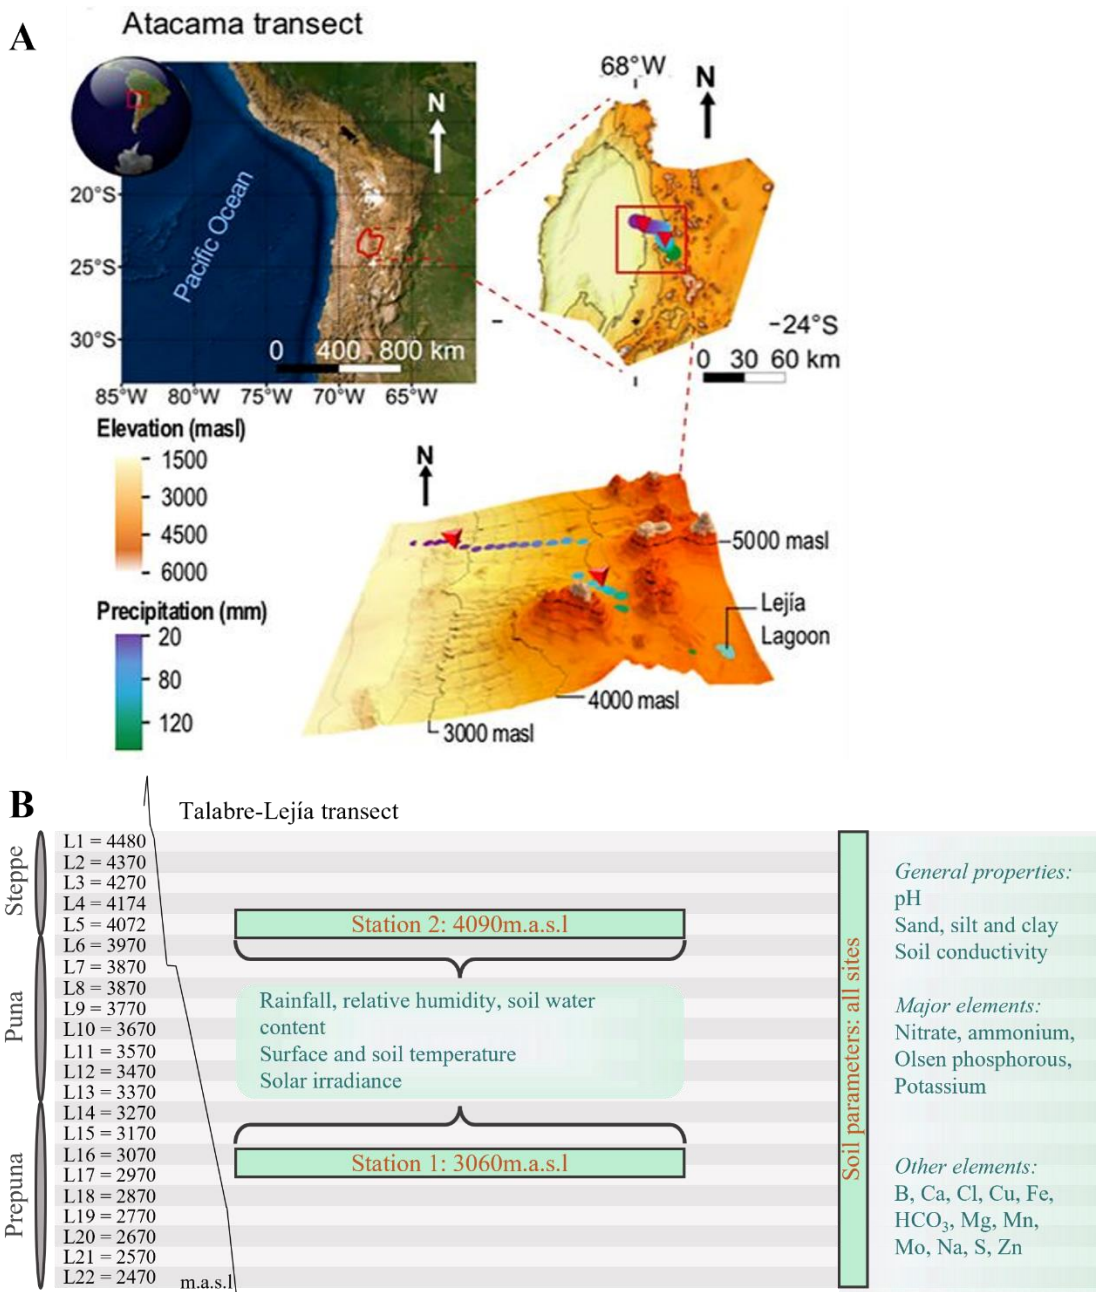 A
Atacama transect
68°W
N
N
20°S
25°S
30°S
Pacific Ocean
0 400 800 km
85°W 80°W 75°W 70°W 65°W
−24°S
0 30 60 km
Elevation (masl)
1500
3000
4500
6000
Precipitation (mm)
20
80
120
N
5000 masl
Lejía
Lagoon
4000 masl
3000 masl
B
Talabre-Lejía transect
Steppe
Puna
Prepuna
L1 = 4480
L2 = 4370
L3 = 4270
L4 = 4174
L5 = 4072
L6 = 3970
L7 = 3870
L8 = 3870
L9 = 3770
L10 = 3670
L11 = 3570
L12 = 3470
L13 = 3370
L14 = 3270
L15 = 3170
L16 = 3070
L17 = 2970
L18 = 2870
L19 = 2770
L20 = 2670
L21 = 2570
L22 = 2470
m.a.s.l
Station 2: 4090m.a.s.l
Rainfall, relative humidity, soil water
content
Surface and soil temperature
Solar irradiance
Station 1: 3060m.a.s.l
Soil parameters: all sites
General properties:
pH
Sand, silt and clay
Soil conductivity
Major elements:
Nitrate, ammonium,
Olsen phosphorous,
Potassium
Other elements:
B, Ca, Cl, Cu, Fe,
HCO₃, Mg, Mn,
Mo, Na, S, Zn